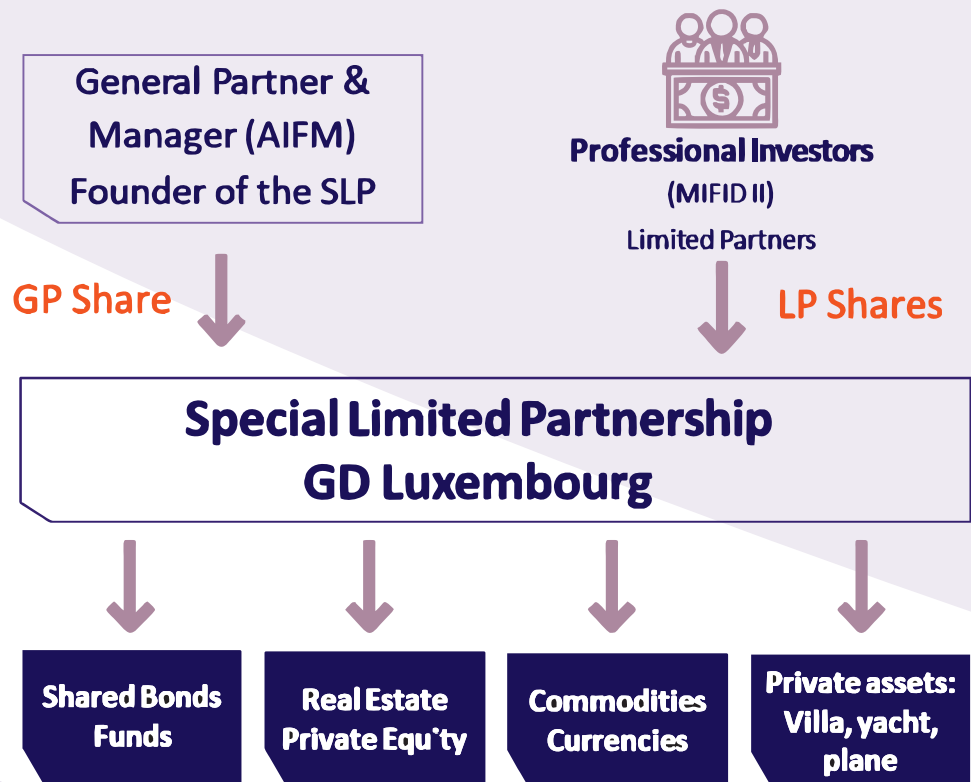 General Partner &
Manager (AIFM)
Founder of the SLP
$
Professional Investors
(MIFID II)
Limited Partners
GP Share
LP Shares
Special Limited Partnership
GD Luxembourg
Shared Bonds
Funds
Real Estate
Private Equ`ty
Commodities
Currencies
Private assets:
Villa, yacht,
plane